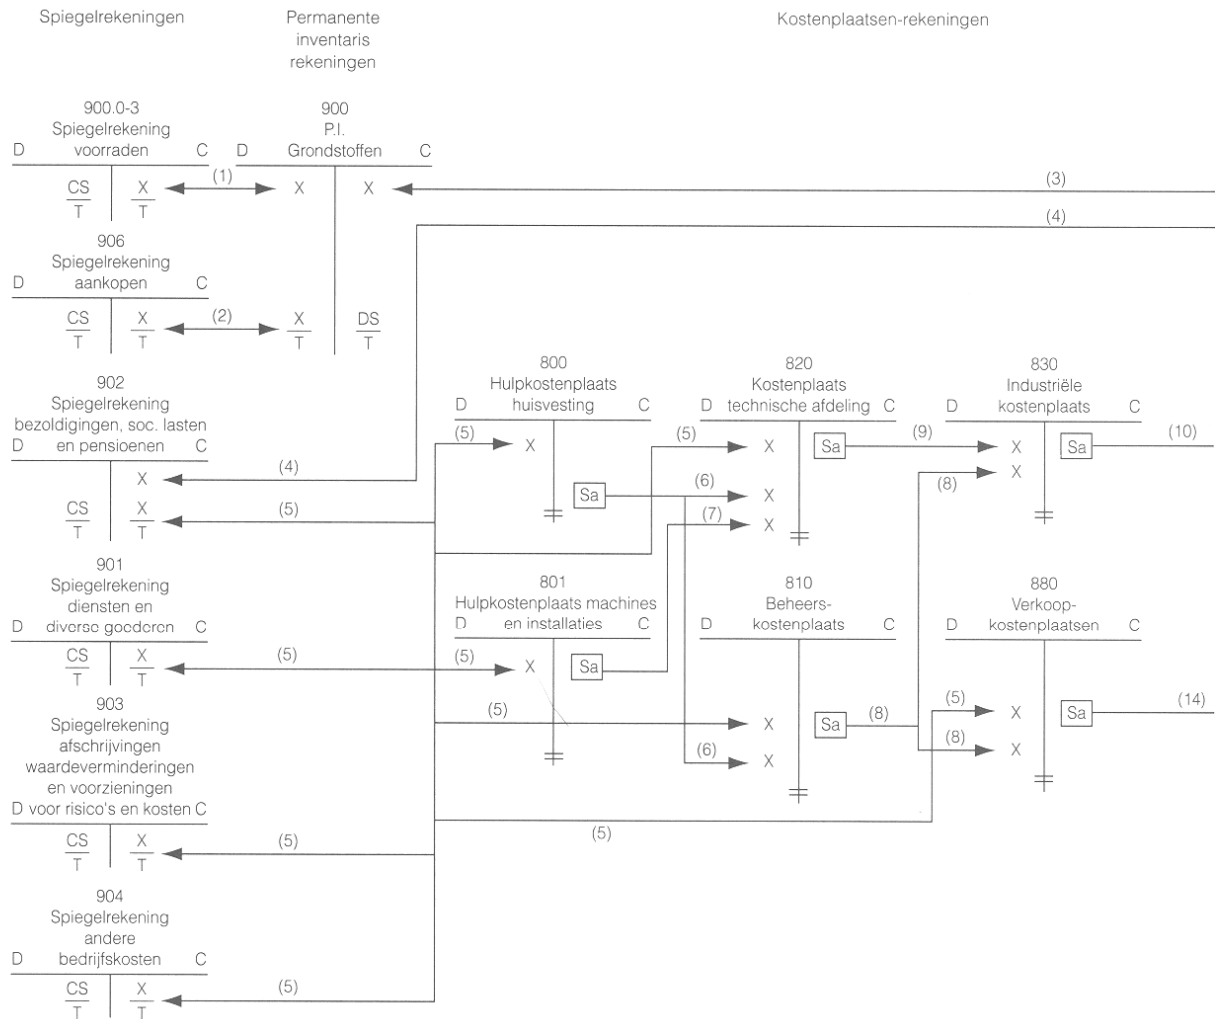 Spiegelrekeningen
Permanente
inventaris
rekeningen
Kostenplaatsen-rekeningen
900.0-3
Spiegelrekening
D voorraden C
CS X
T T
(1)
900
P.I.
D Grondstoffen C
X X
(3)
(4)
906
Spiegelrekening
D aankopen C
CS X
T T
(2)
X DS
T T
902
Spiegelrekening
bezoldigingen, soc. lasten
D en pensioenen C
X
(4)
CS X
T T
(5)
800
Hulpkostenplaats
D huisvesting C
(5) X
Sa
(6)
(7)
820
Kostenplaats
D technische afdeling C
(5) X Sa
X
X
(9)
830
Industriële
D kostenplaats C
X Sa
X
(8)
(10)
901
Spiegelrekening
diensten en
D diverse goederen C
CS X
T T
(5)
801
Hulpkostenplaats machines
D en installaties C
(5) X Sa
810
Beheers-
D kostenplaats C
(5) X Sa
(6) X
(8)
880
Verkoop-
D kostenplaatsen C
(5) X Sa
(8) X
(14)
(5)
903
Spiegelrekening
afschrijvingen
waardeverminderingen
en voorzieningen
D voor risico's en kosten C
CS X
T T
(5)
904
Spiegelrekening
andere
D bedrijfskosten C
CS X
T T
(5)